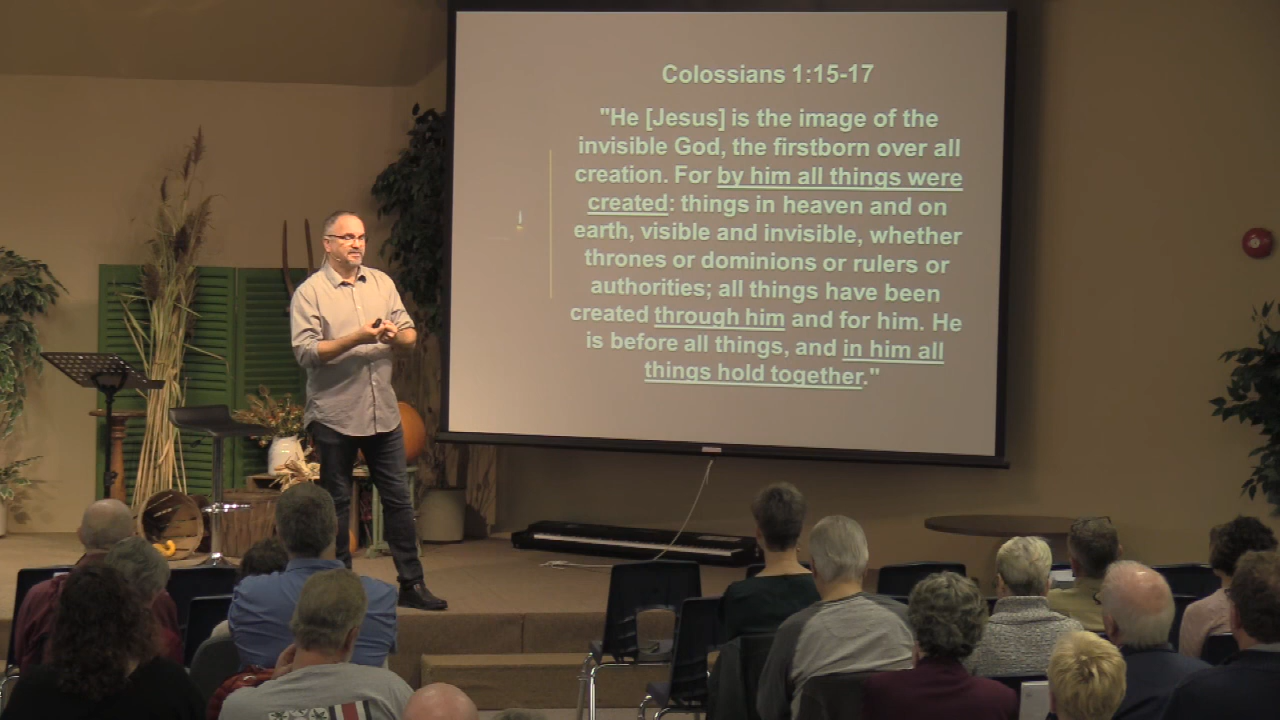 Colossians 1:15-17
"He [Jesus] is the image of the
invisible God, the firstborn over all
creation. For by him all things were
created: things in heaven and on
earth, visible and invisible, whether
thrones or dominions or rulers or
authorities; all things have been
created through him and for him. He
is before all things, and in him all
things hold together."